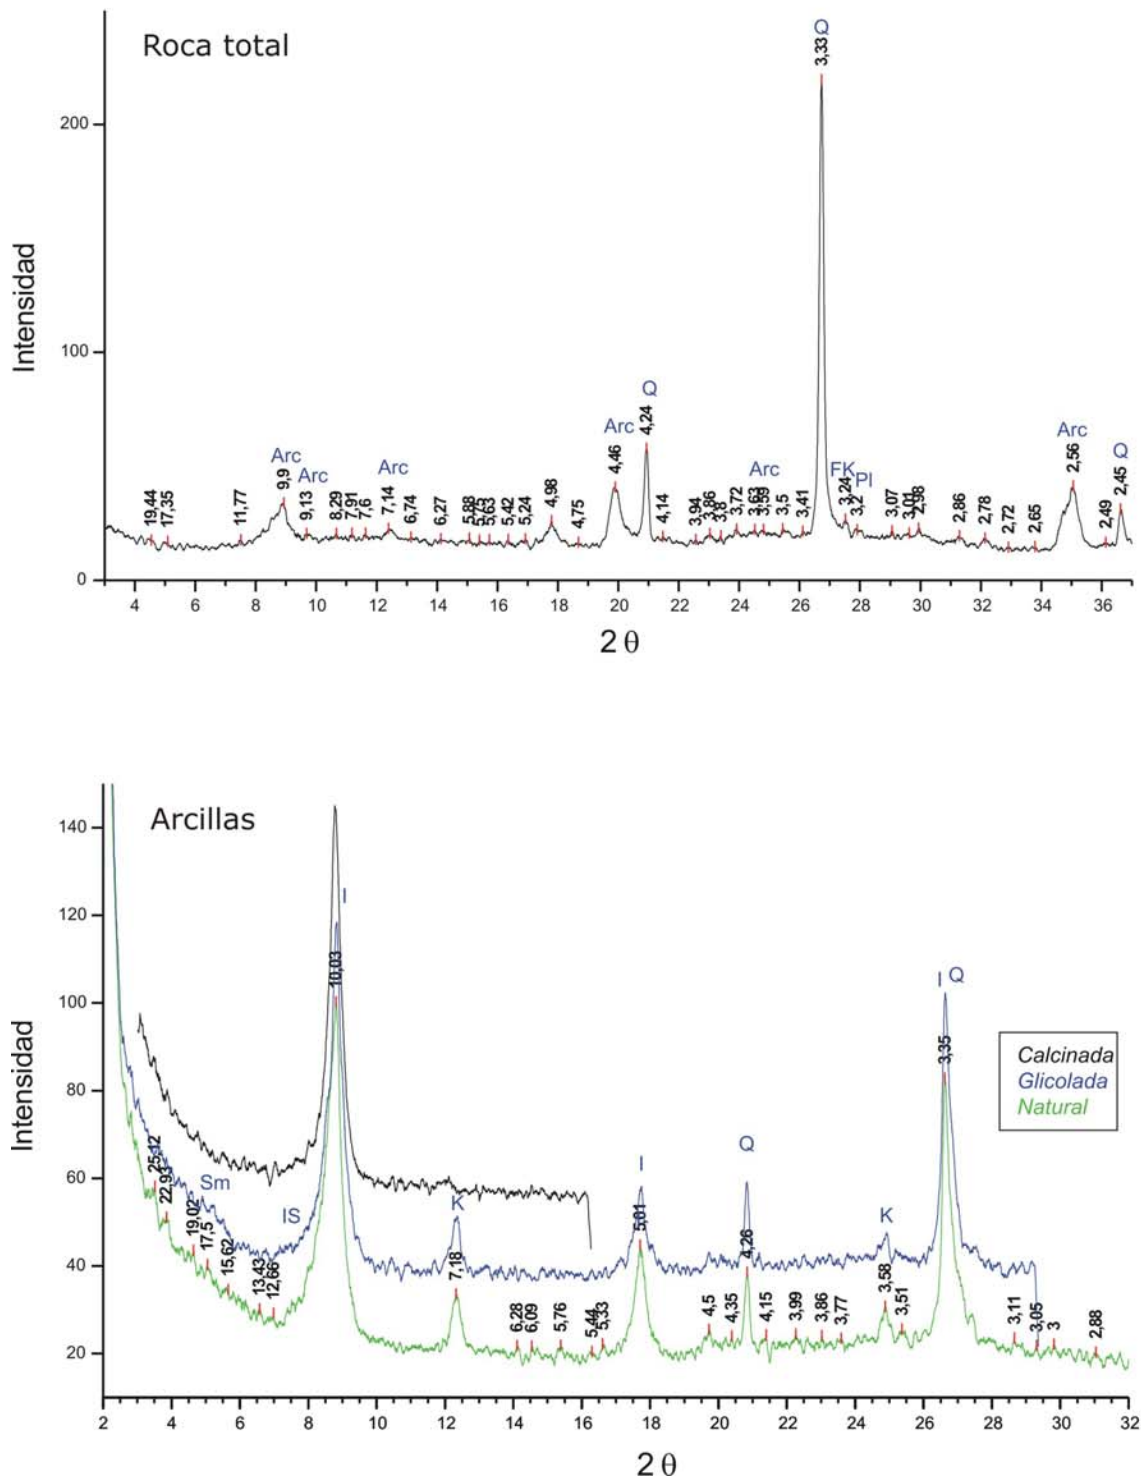 Roca total
Intensidad
200
100
0
Q
3,33
Arc
9,9
Arc
9,13
Arc
7,14
Arc
4,46
Q
4,24
Arc
FK
3,24
Pl
3,2
Arc
2,56
Q
2,45
19,44
17,35
11,77
8,29
7,91
7,6
6,74
6,27
5,88
5,75
5,63
5,42
5,24
4,98
4,75
4,14
3,94
3,86
3,8
3,72
3,63
3,59
3,5
3,41
3,07
3,01
2,98
2,86
2,78
2,72
2,65
2,49
4 6 8 10 12 14 16 18 20 22 24 26 28 30 32 34 36
2 θ
Arcillas
Intensidad
140
120
100
80
60
40
20
I
10,03
I Q
3,35
Calcinada
Glicolada
Natural
Sm
IS
K
7,18
I
5,01
Q
4,26
K
3,58
25,12
22,93
19,02
17,5
15,62
13,43
12,66
6,28
6,09
5,76
5,44
5,33
4,5
4,35
4,15
3,99
3,86
3,77
3,51
3,11
3,05
3
2,88
2 4 6 8 10 12 14 16 18 20 22 24 26 28 30 32
2 θ